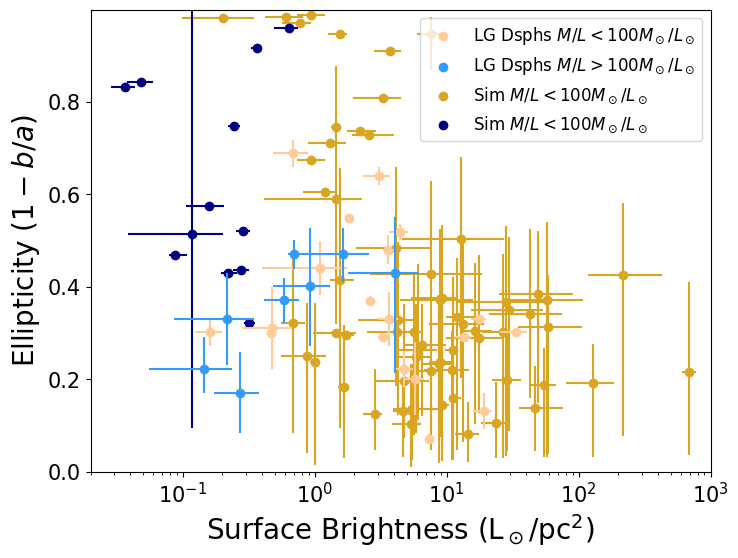 LG Dsphs M/L < 100M⊙/L⊙
LG Dsphs M/L > 100M⊙/L⊙
Sim M/L < 100M⊙/L⊙
Sim M/L < 100M⊙/L⊙
Ellipticity (1 − b/a)
0.8
0.6
0.4
0.2
0.0
10⁻¹ 10⁰ 10¹ 10² 10³
Surface Brightness (L⊙/pc²)